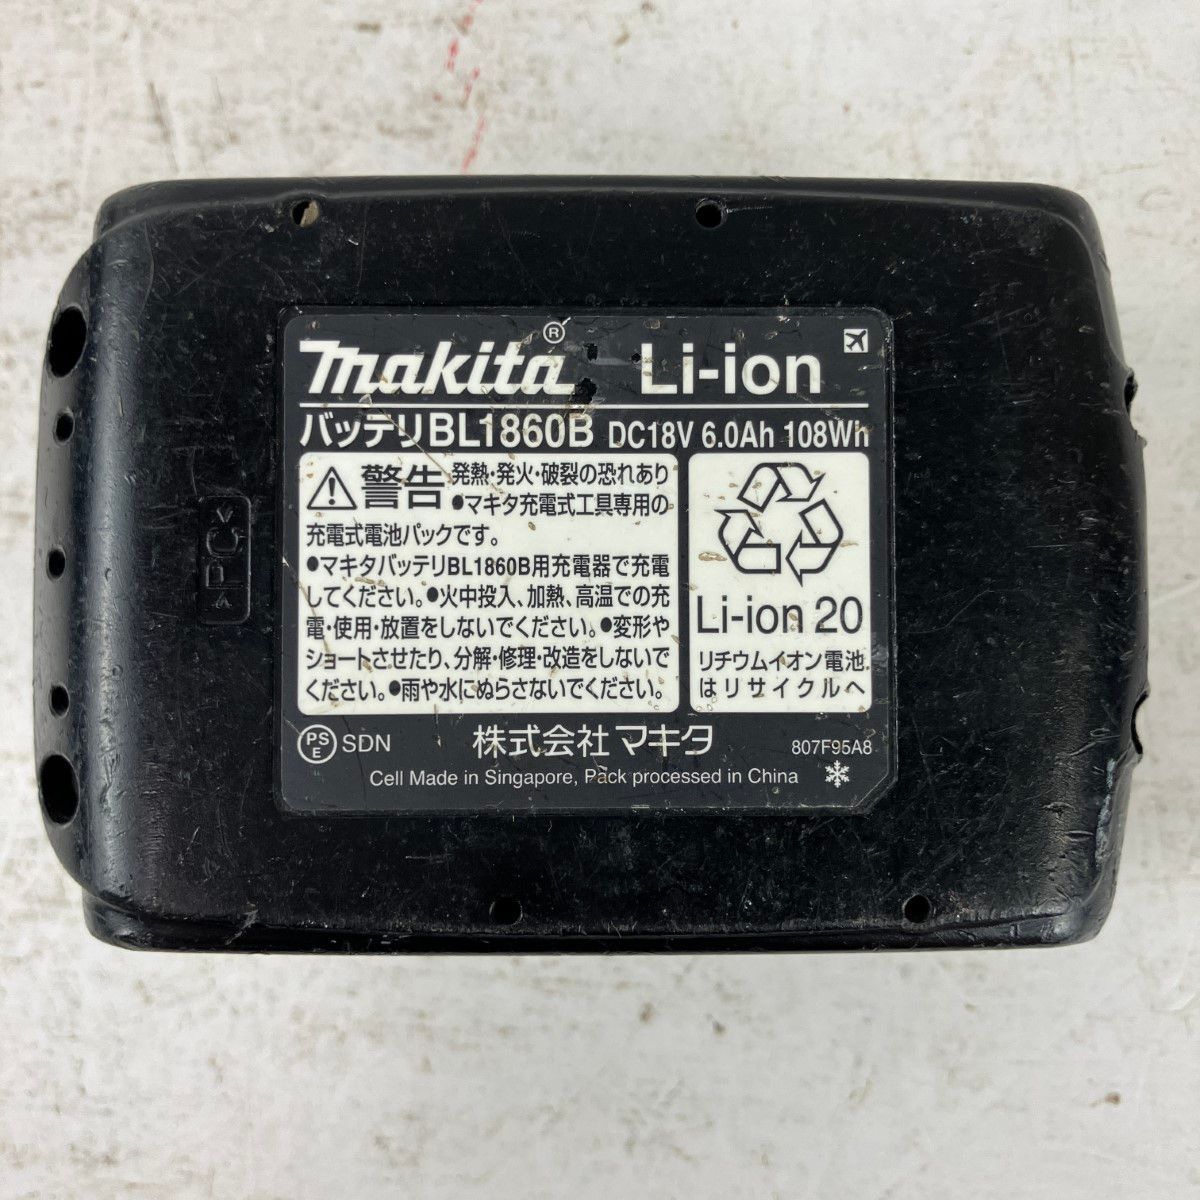 makita® Li-ion
バッテリBL1860B DC18V 6.0Ah 108Wh
警告 発熱・発火・破裂の恐れあり
●マキタ充電式工具専用の
充電式電池パックです。
●マキタバッテリBL1860B用充電器で充電
してください。●火中投入、加熱、高温での充
電・使用・放置をしないでください。●変形や
ショートさせたり、分解・修理・改造をしないで
ください。●雨や水にぬらさないでください。
Li-ion 20
リチウムイオン電池
はリサイクルへ
PS
E SDN 株式会社マキタ 807F95A8
Cell Made in Singapore, Pack processed in China
>PC<